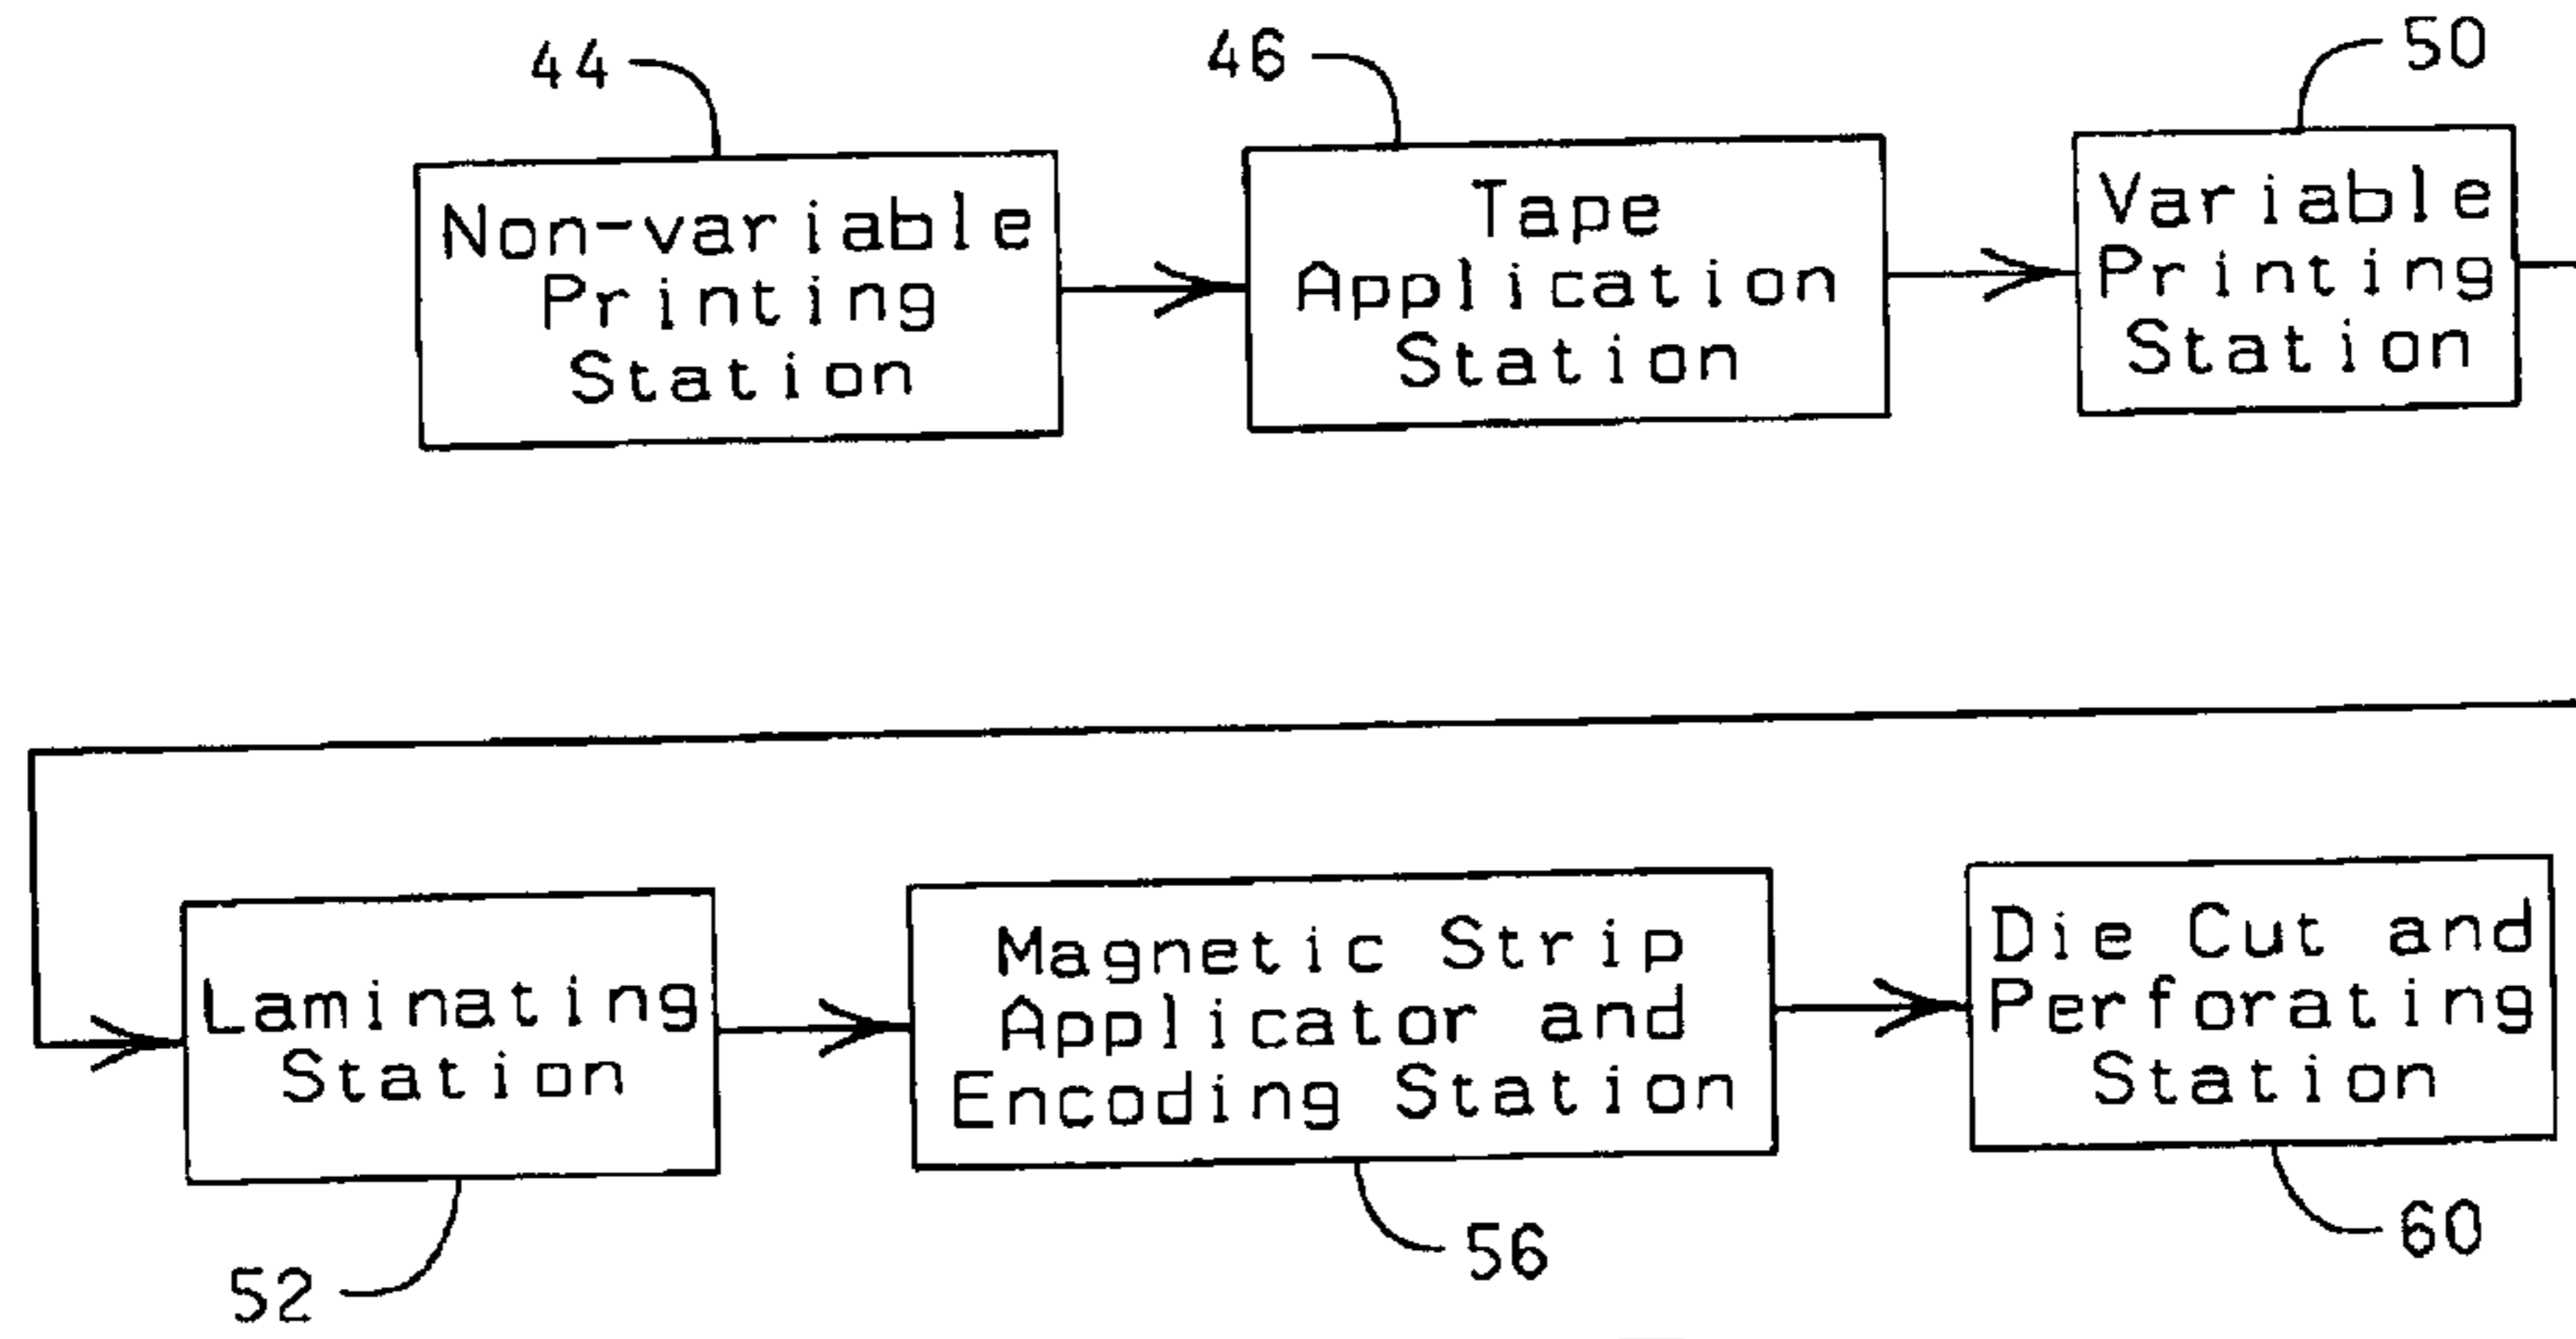 44
46
50
Non-variable
Printing
Station
Tape
Application
Station
Variable
Printing
Station
Laminating
Station
Magnetic Strip
Applicator and
Encoding Station
Die Cut and
Perforating
Station
52
56
60